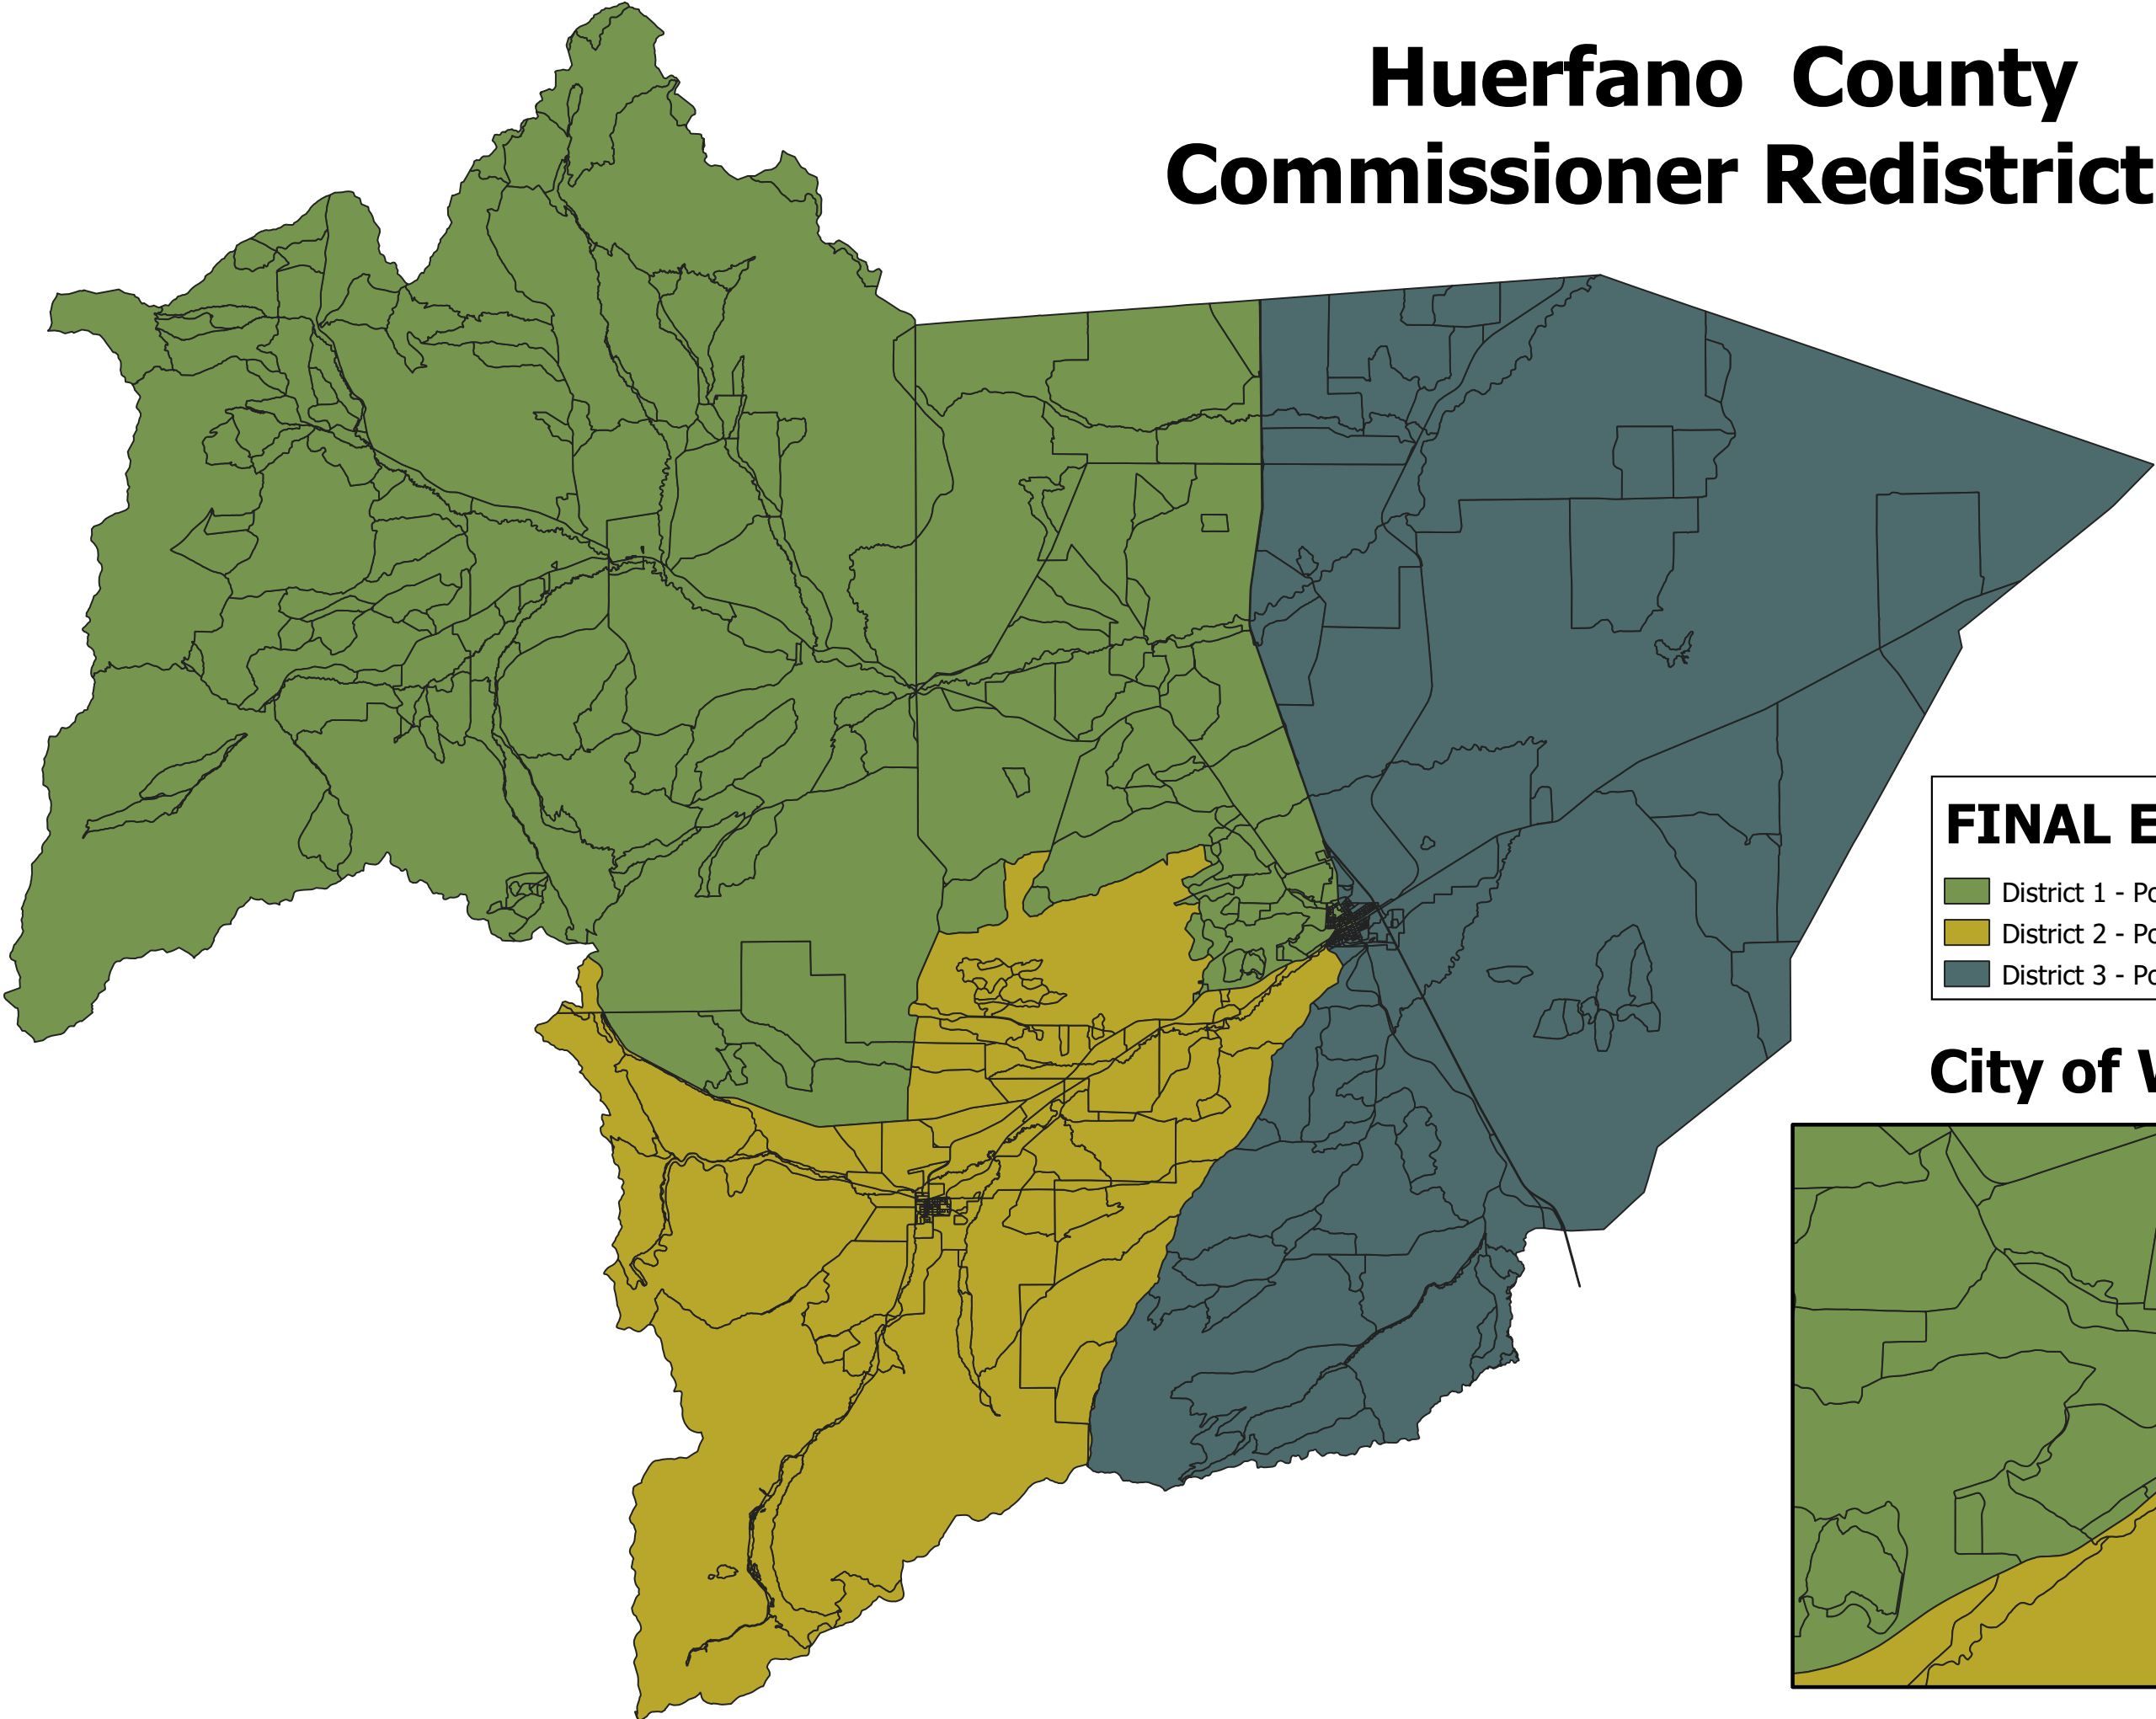 Huerfano County
Commissioner Redistrict
FINAL E
District 1 - Po
District 2 - Po
District 3 - Po
City of